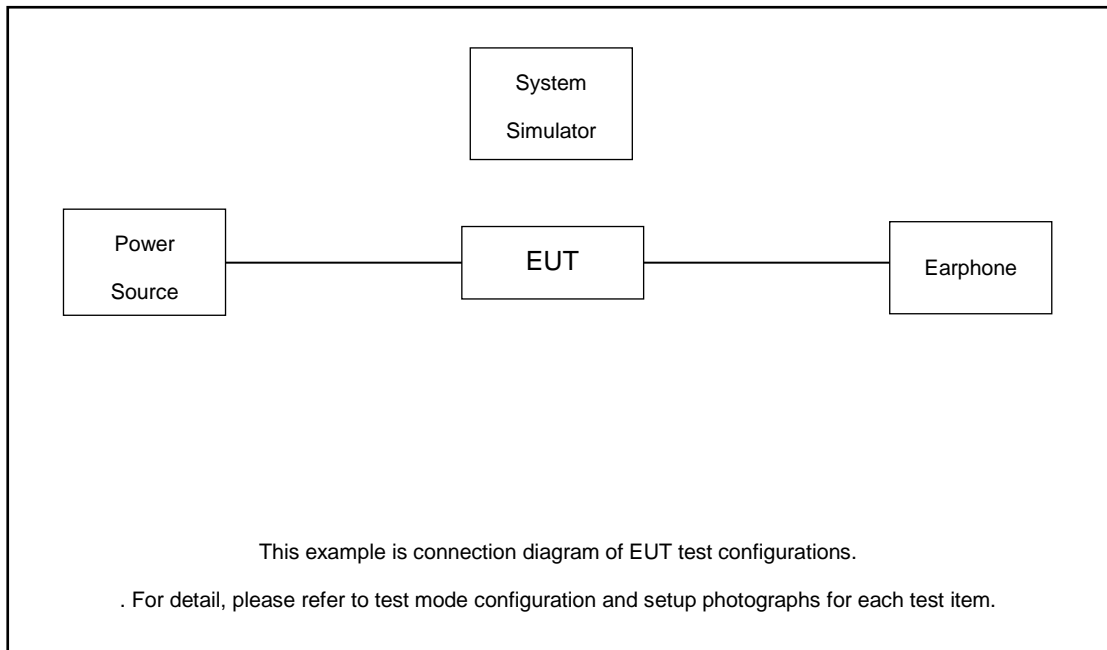 System
Simulator
Power
Source
EUT
Earphone
This example is connection diagram of EUT test configurations.
. For detail, please refer to test mode configuration and setup photographs for each test item.